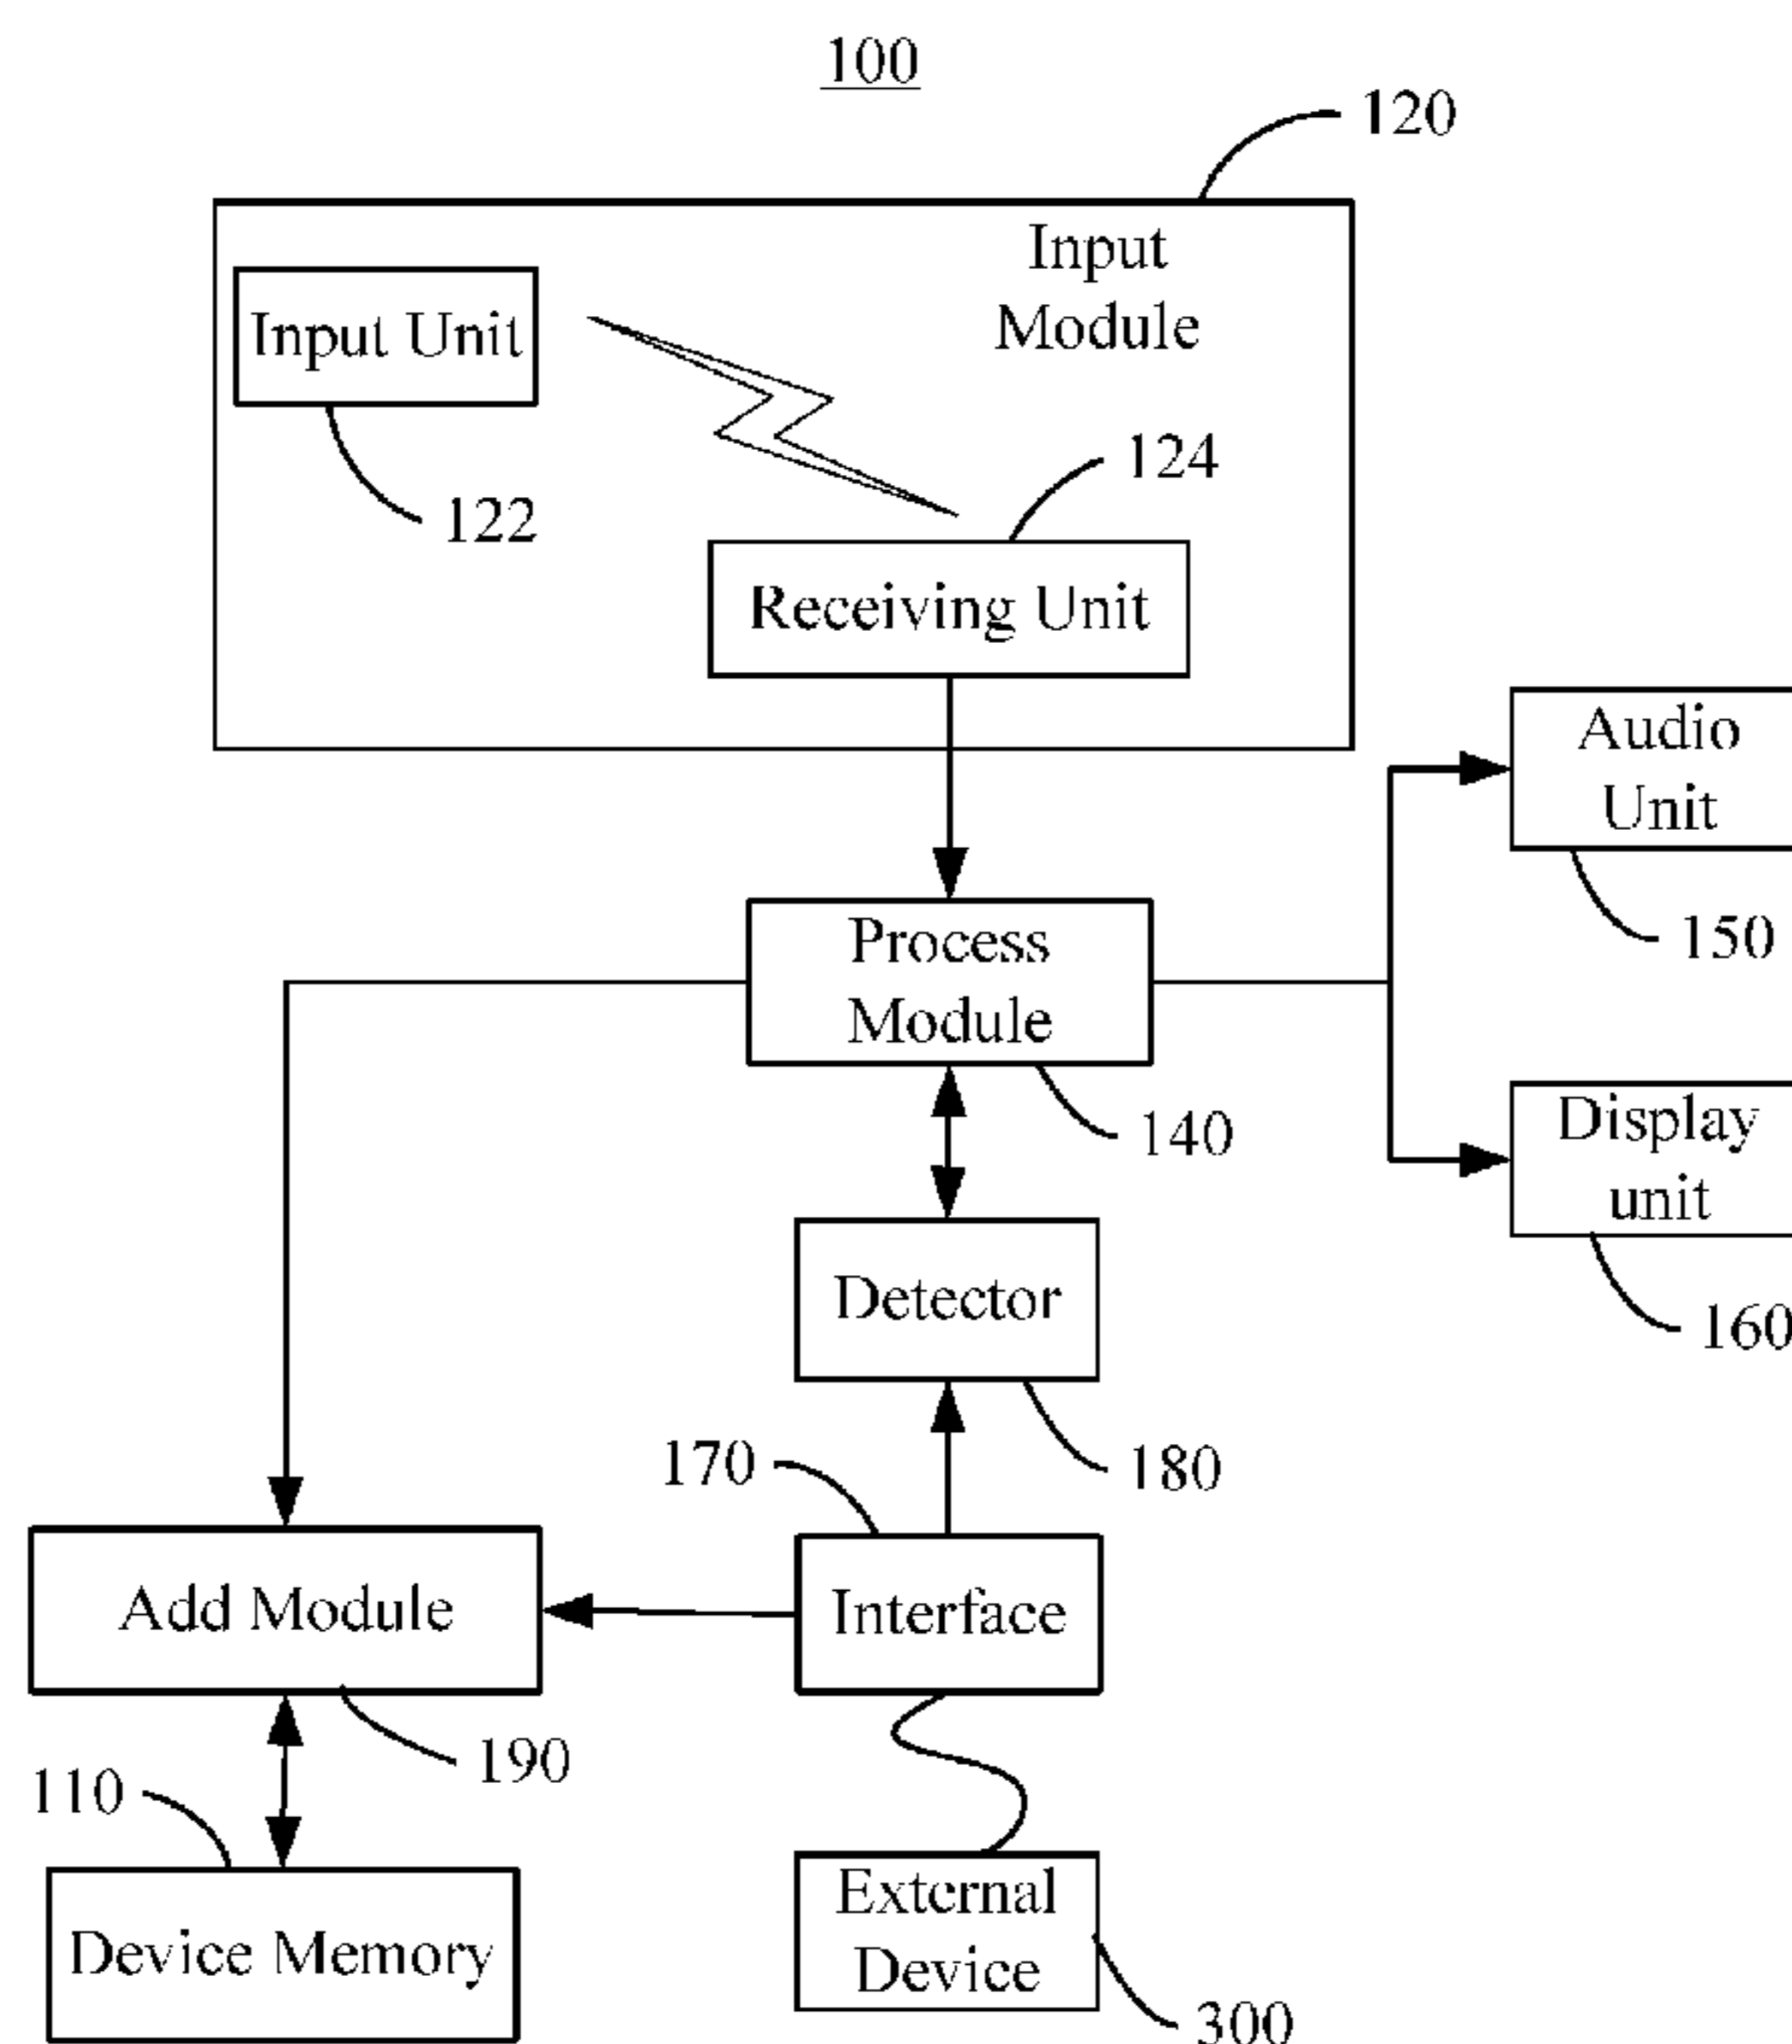 100
120
Input
Module
Input Unit
124
122
Receiving Unit
Audio
Unit
150
Process
Module
140
Display
unit
160
Detector
180
170
Add Module
Interface
190
110
Device Memory
External
Device
300